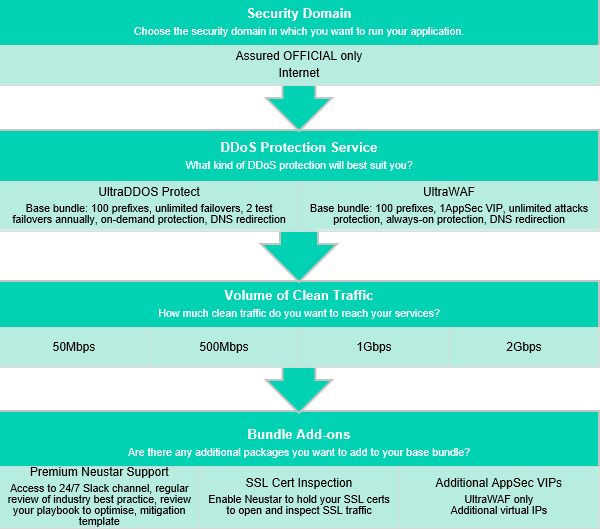 Security Domain
Choose the security domain in which you want to run your application.
Assured OFFICIAL only
Internet
DDoS Protection Service
What kind of DDoS protection will best suit you?
UltraDDOS Protect
Base bundle: 100 prefixes, unlimited failovers, 2 test
failovers annually, on-demand protection, DNS redirection
UltraWAF
Base bundle: 100 prefixes, 1AppSec VIP, unlimited attacks
protection, always-on protection, DNS redirection
Volume of Clean Traffic
How much clean traffic do you want to reach your services?
50Mbps
500Mbps
1Gbps
2Gbps
Bundle Add-ons
Are there any additional packages you want to add to your base bundle?
Premium Neustar Support
Access to 24/7 Slack channel, regular
review of industry best practice, review
your playbook to optimise, mitigation
template
SSL Cert Inspection
Enable Neustar to hold your SSL certs
to open and inspect SSL traffic
Additional AppSec VIPs
UltraWAF only
Additional virtual IPs